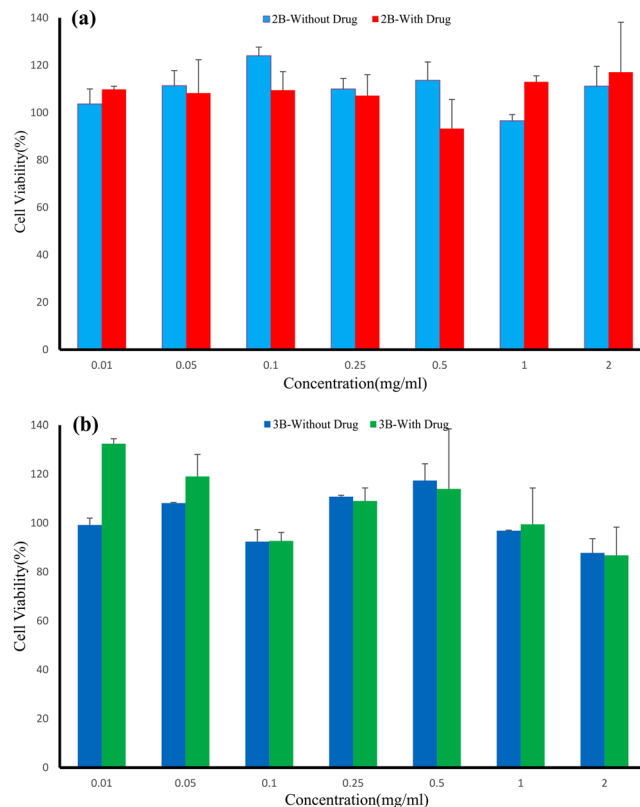 (a)
2B-Without Drug 2B-With Drug
Cell Viability(%)
140
120
100
80
60
40
20
0
0.01 0.05 0.1 0.25 0.5 1 2
Concentration(mg/ml)
(b)
3B-Without Drug 3B-With Drug
Cell Viability(%)
140
120
100
80
60
40
20
0
0.01 0.05 0.1 0.25 0.5 1 2
Concentration(mg/ml)